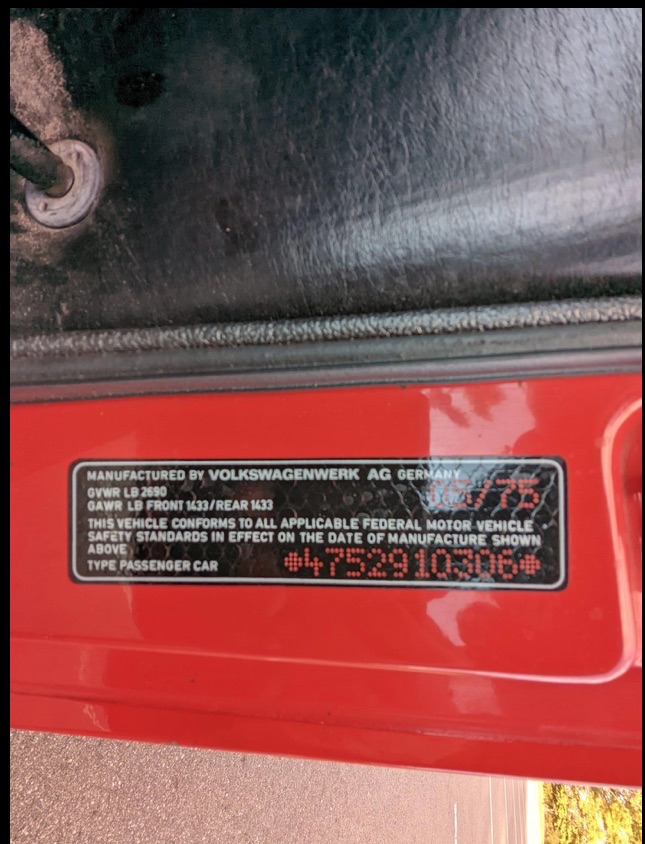 MANUFACTURED BY VOLKSWAGENWERK AG GERMANY
GVWR LB 2690 05/75
GAWR LB FRONT 1433/REAR 1433
THIS VEHICLE CONFORMS TO ALL APPLICABLE FEDERAL MOTOR VEHICLE
SAFETY STANDARDS IN EFFECT ON THE DATE OF MANUFACTURE SHOWN
ABOVE
TYPE PASSENGER CAR *4752910306*